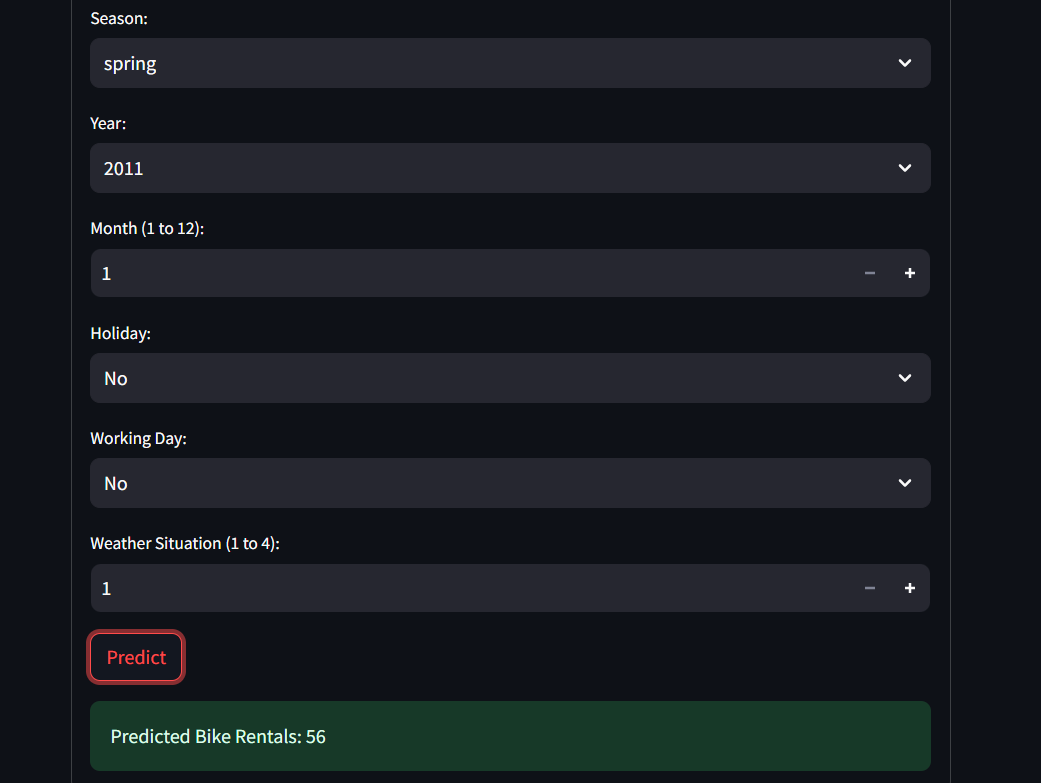 Season:
spring
Year:
2011
Month (1 to 12):
1
Holiday:
No
Working Day:
No
Weather Situation (1 to 4):
1
Predict
Predicted Bike Rentals: 56